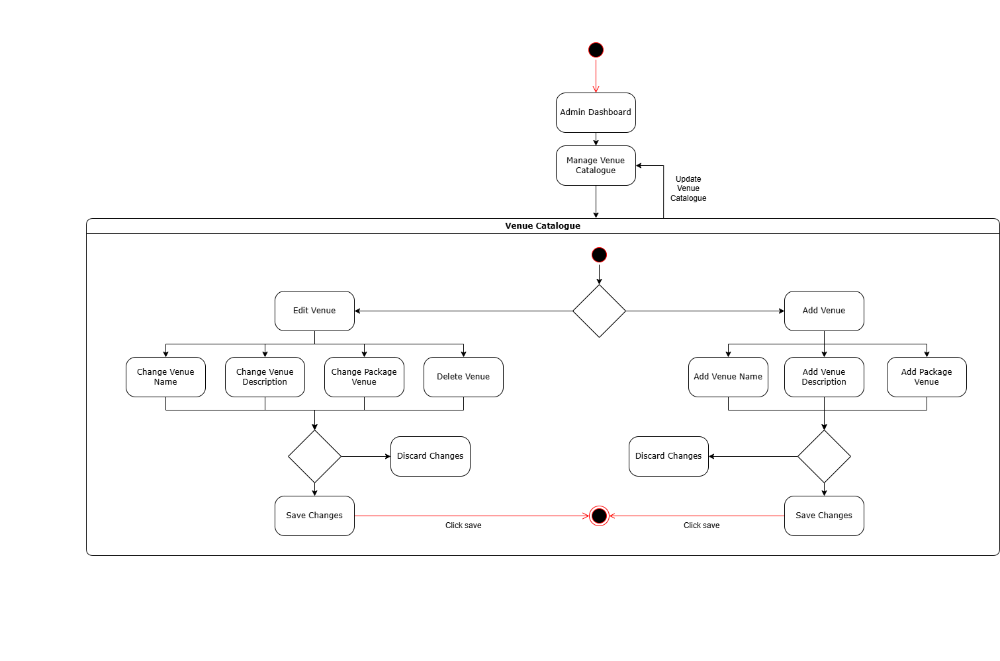 Admin Dashboard
Manage Venue
Catalogue
Update
Venue
Catalogue
Venue Catalogue
Edit Venue
Add Venue
Change Venue
Name
Change Venue
Description
Change Package
Venue
Delete Venue
Add Venue Name
Add Venue
Description
Add Package
Venue
Discard Changes
Discard Changes
Save Changes
Click save
Click save
Save Changes